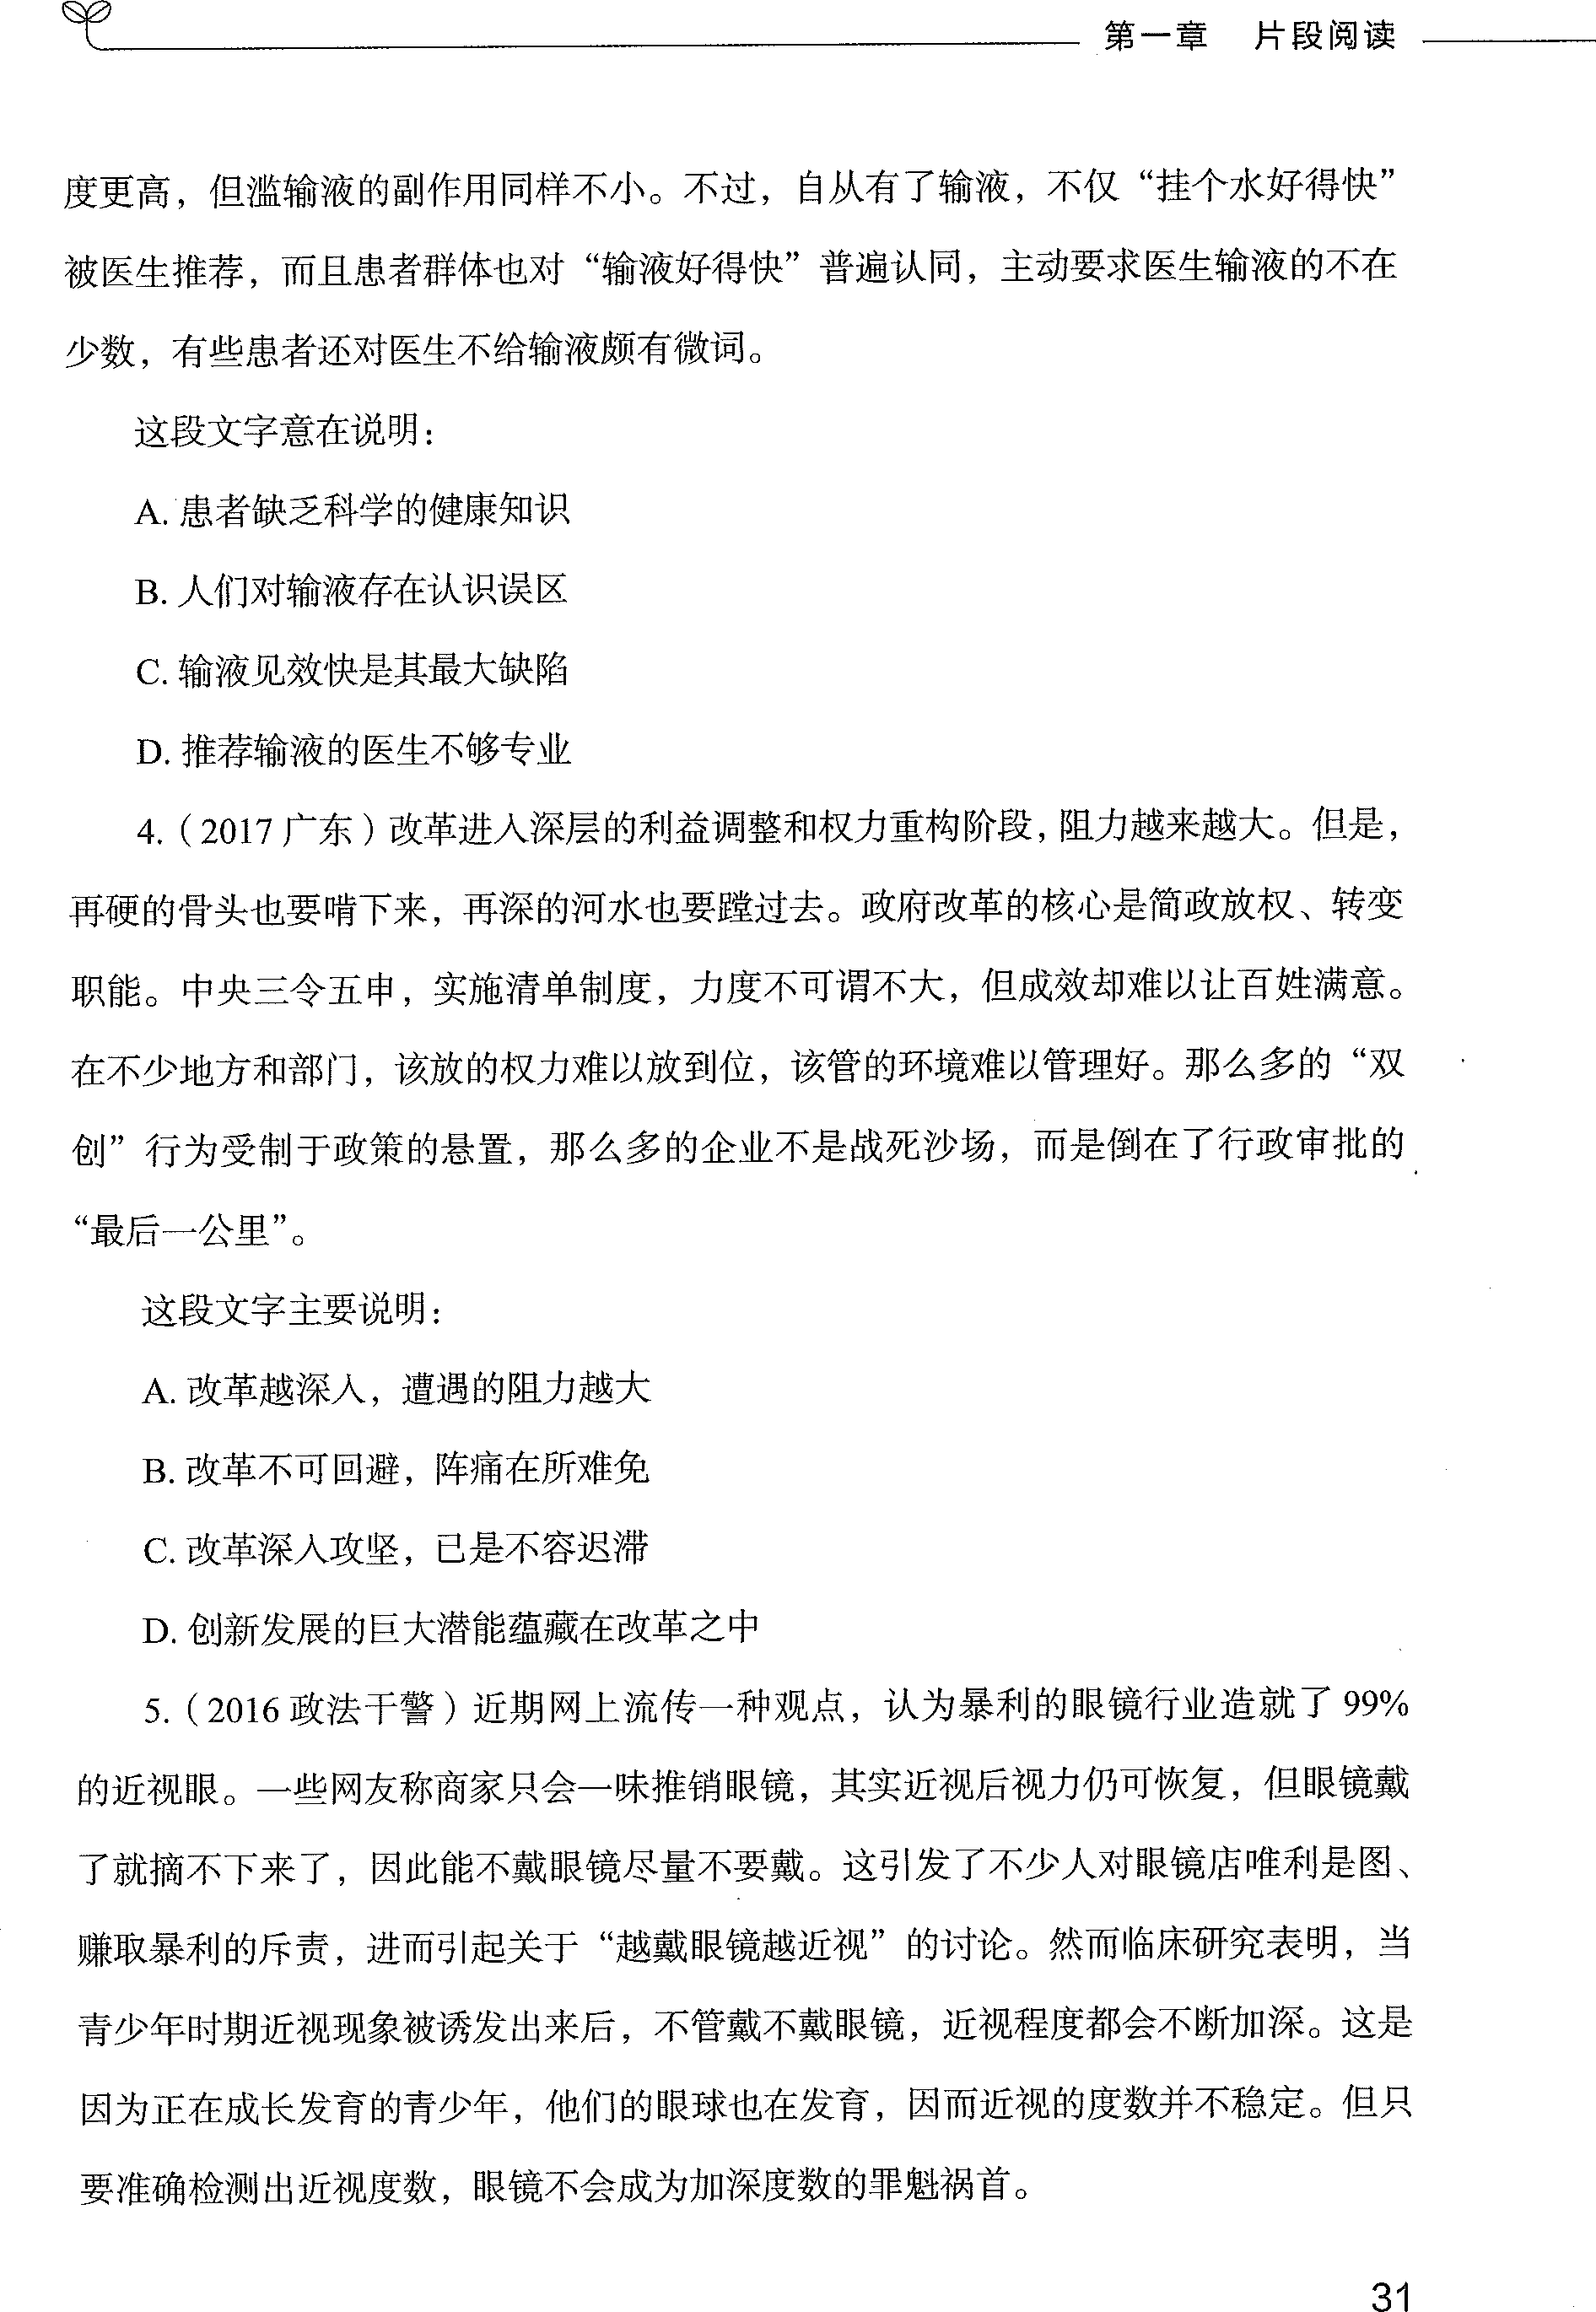 第一章 片段阅读
度更高，但滥输液的副作用同样不小。不过，自从有了输液，不仅“挂个水好得快”
被医生推荐，而且患者群体也对“输液好得快”普遍认同，主动要求医生输液的不在
少数，有些患者还对医生不给输液颇有微词。
这段文字意在说明：
A. 患者缺乏科学的健康知识
B. 人们对输液存在认识误区
C. 输液见效快是其最大缺陷
D. 推荐输液的医生不够专业
4.（2017 广东）改革进入深层的利益调整和权力重构阶段，阻力越来越大。但是，
再硬的骨头也要啃下来，再深的河水也要蹚过去。政府改革的核心是简政放权、转变
职能。中央三令五申，实施清单制度，力度不可谓不大，但成效却难以让百姓满意。
在不少地方和部门，该放的权力难以放到位，该管的环境难以管理好。那么多的“双
创”行为受制于政策的悬置，那么多的企业不是战死沙场，而是倒在了行政审批的
“最后一公里”。
这段文字主要说明：
A. 改革越深入，遭遇的阻力越大
B. 改革不可回避，阵痛在所难免
C. 改革深入攻坚，已是不容迟滞
D. 创新发展的巨大潜能蕴藏在改革之中
5.（2016 政法干警）近期网上流传一种观点，认为暴利的眼镜行业造就了 99%
的近视眼。一些网友称商家只会一味推销眼镜，其实近视后视力仍可恢复，但眼镜戴
了就摘不下来了，因此能不戴眼镜尽量不要戴。这引发了不少人对眼镜店唯利是图、
赚取暴利的斥责，进而引起关于“越戴眼镜越近视”的讨论。然而临床研究表明，当
青少年时期近视现象被诱发出来后，不管戴不戴眼镜，近视程度都会不断加深。这是
因为正在成长发育的青少年，他们的眼球也在发育，因而近视的度数并不稳定。但只
要准确检测出近视度数，眼镜不会成为加深度数的罪魁祸首。
31